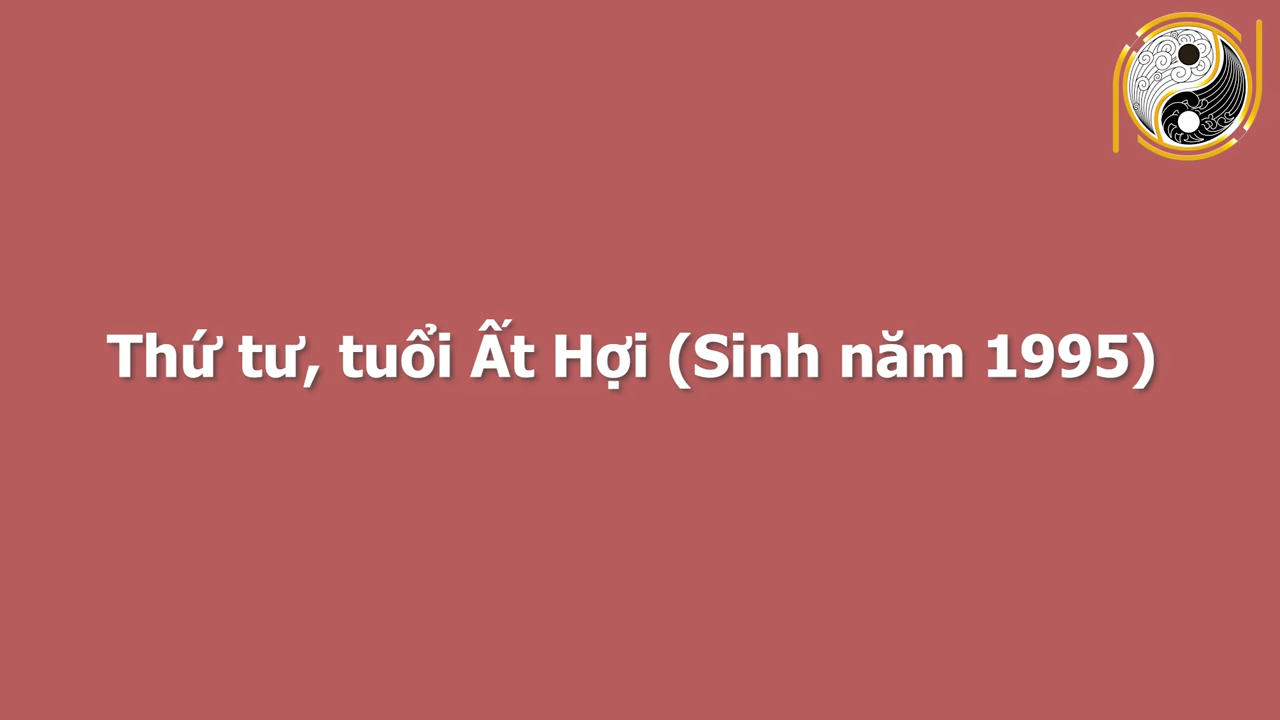 Thứ tư, tuổi Ất Hợi (Sinh năm 1995)